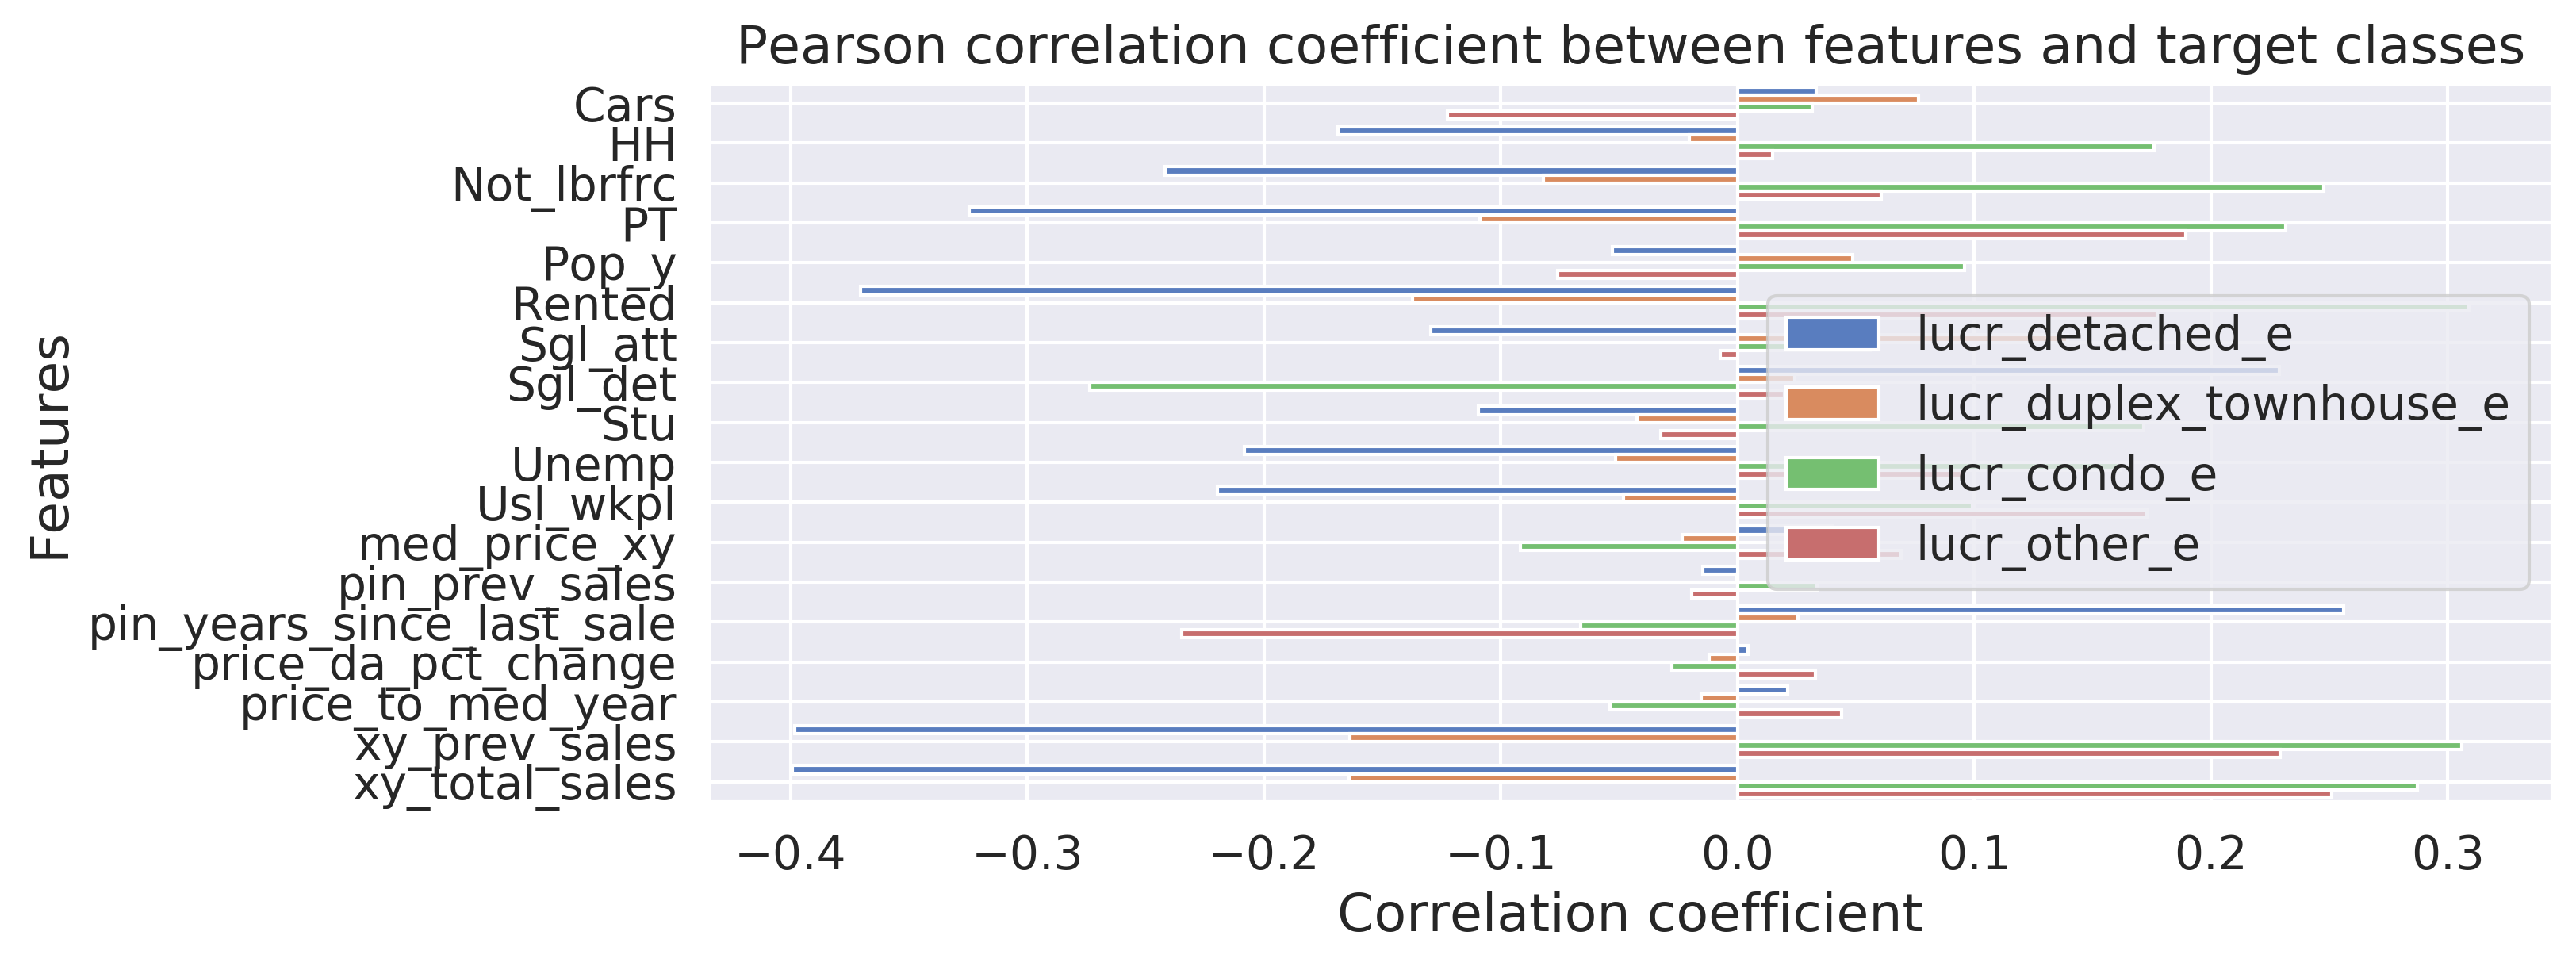 Pearson correlation coefficient between features and target classes
Features
Cars
HH
Not_lbrfrc
PT
Pop_y
Rented
Sgl_att
Sgl_det
Stu
Unemp
Usl_wkpl
med_price_xy
pin_prev_sales
pin_years_since_last_sale
price_da_pct_change
price_to_med_year
xy_prev_sales
xy_total_sales
lucr_detached_e
lucr_duplex_townhouse_e
lucr_condo_e
lucr_other_e
−0.4 −0.3 −0.2 −0.1 0.0 0.1 0.2 0.3
Correlation coefficient